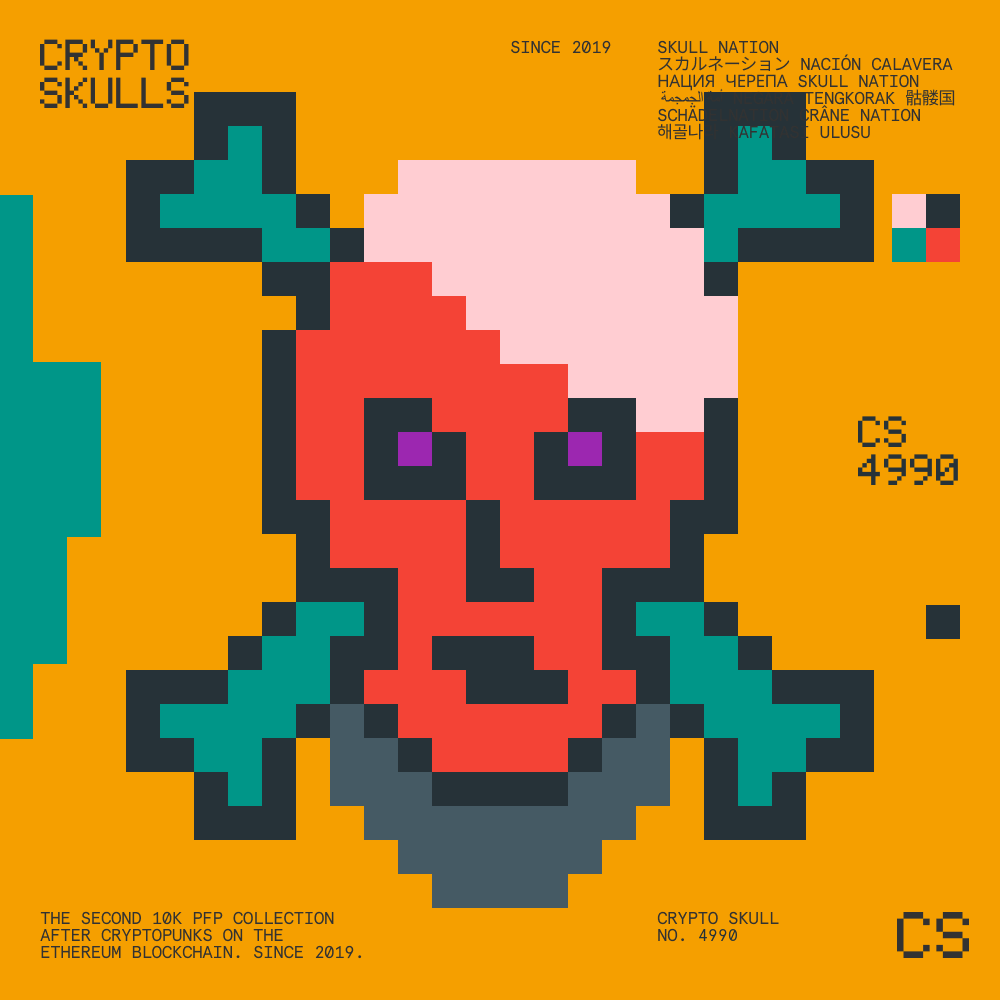 CRYPTO
SKULLS
SINCE 2019
SKULL NATION
スカルネーション NACIÓN CALAVERA
НАЦИЯ ЧЕРЕПА SKULL NATION
الجمجمة TENGKORAK 骷髅国
CRÂNE NATION
해골나 ULUSU
CS
4990
THE SECOND 10K PFP COLLECTION
AFTER CRYPTOPUNKS ON THE
ETHEREUM BLOCKCHAIN. SINCE 2019.
CRYPTO SKULL
NO. 4990
CS